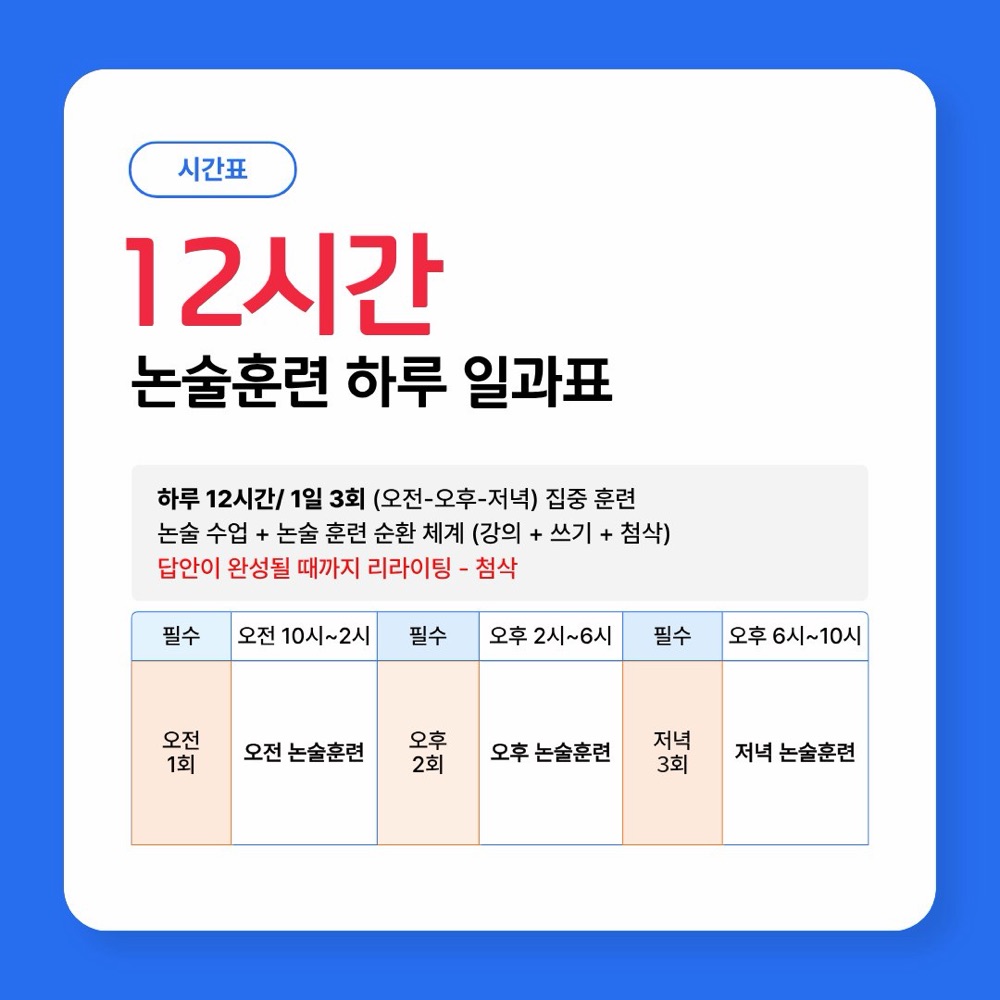 시간표
12시간
논술훈련 하루 일과표
하루 12시간/ 1일 3회 (오전-오후-저녁) 집중 훈련
논술 수업 + 논술 훈련 순환 체계 (강의 + 쓰기 + 첨삭)
답안이 완성될 때까지 리라이팅 - 첨삭
필수 오전 10시~2시 필수 오후 2시~6시 필수 오후 6시~10시
오전
1회
오전 논술훈련
오후
2회
오후 논술훈련
저녁
3회
저녁 논술훈련